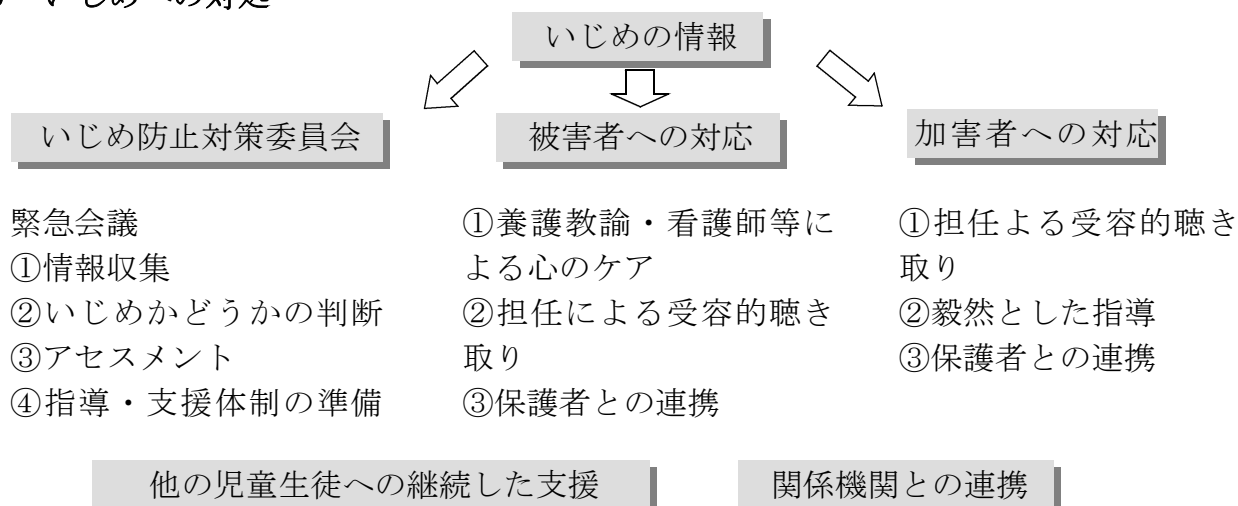 いじめの情報
いじめ防止対策委員会
被害者への対応
加害者への対応
緊急会議
①情報収集
②いじめかどうかの判断
③アセスメント
④指導・支援体制の準備
①養護教諭・看護師等に
よる心のケア
②担任による受容的聴き
取り
③保護者との連携
①担任よる受容的聴き
取り
②毅然とした指導
③保護者との連携
他の児童生徒への継続した支援
関係機関との連携